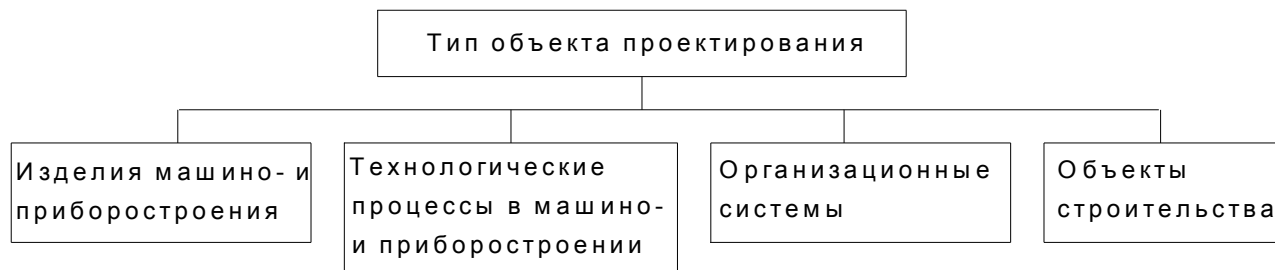 Тип объекта проектирования
Изделия машино- и
приборостроения
Технологические
процессы в машино-
и приборостроении
Организационные
системы
Объекты
строительства